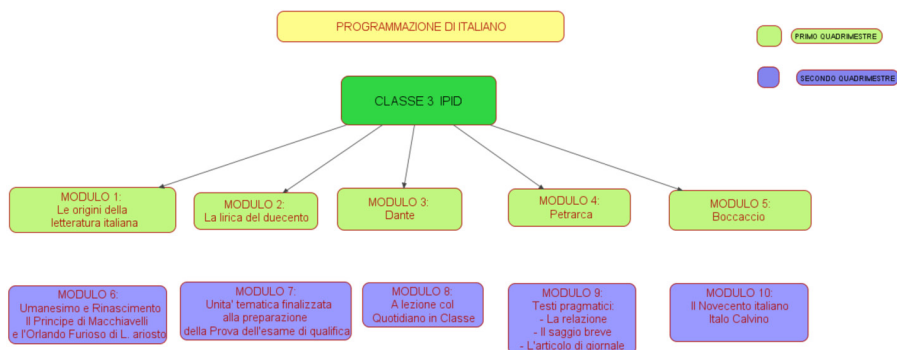 PROGRAMMAZIONE DI ITALIANO
PRIMO QUADRIMESTRE
SECONDO QUADRIMESTRE
CLASSE 3 IPID
MODULO 1:
Le origini della
letteratura italiana
MODULO 2:
La lirica del duecento
MODULO 3:
Dante
MODULO 4:
Petrarca
MODULO 5:
Boccaccio
MODULO 6:
Umanesimo e Rinascimento
Il Principe di Macchiavelli
e l'Orlando Furioso di L. ariosto
MODULO 7:
Unita' tematica finalizzata
alla preparazione
della Prova dell'esame di qualifica
MODULO 8:
A lezione col
Quotidiano in Classe
MODULO 9:
Testi pragmatici:
- La relazione
- Il saggio breve
- L'articolo di giornale
MODULO 10:
Il Novecento italiano
Italo Calvino